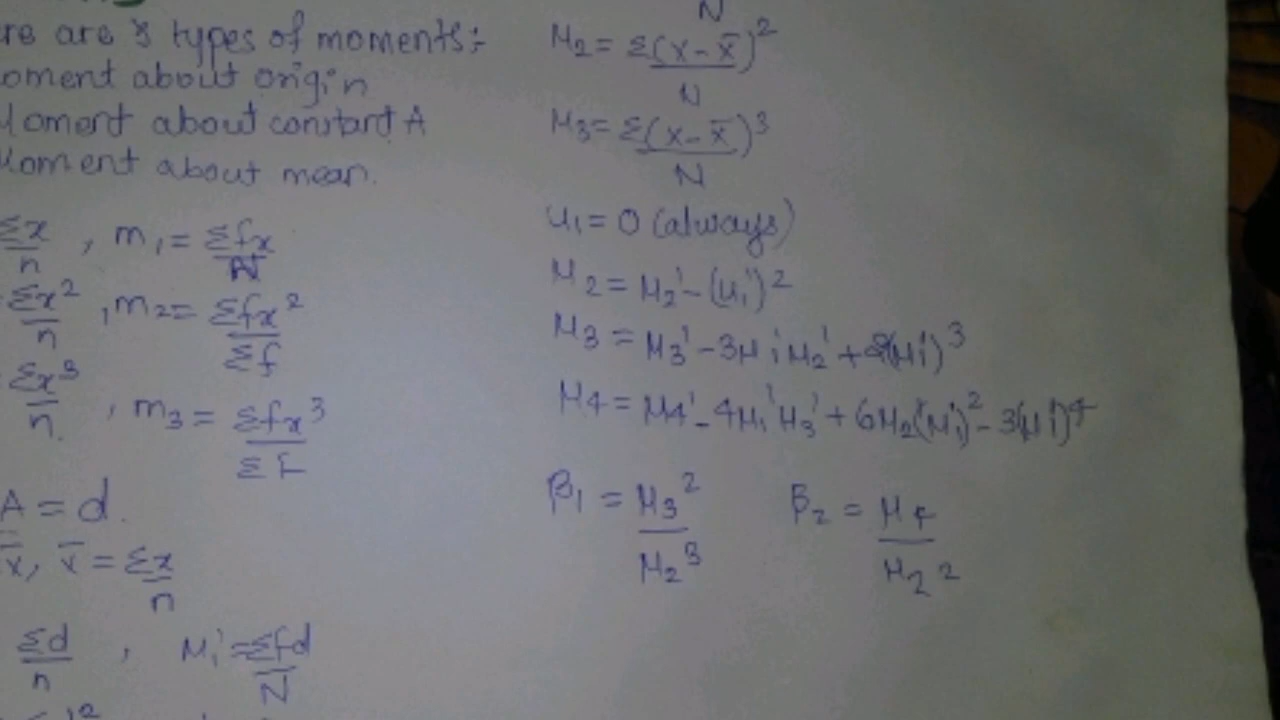 re are 3 types of moments:-
oment about origin
Moment about constant A
Moment about mean.
Σx/n , m₁ = Σfx/N
Σx²/n , m₂ = Σfx²/Σf
Σx³/n , m₃ = Σfx³/Σf
A = d.
x̄, x̄ = Σx/n
Σd/n , M₁' = Σfd/N
N
M₂ = Σ(x-x̄)²/N
M₃ = Σ(x-x̄)³/N
u₁ = 0 (always)
M₂ = M₂' - (u₁')²
M₃ = M₃' - 3M₁'M₂' + 2(M₁')³
M₄ = M₄' - 4M₁'M₃' + 6M₂'(M₁')² - 3(M₁')⁴
β₁ = M₃²/M₂³ β₂ = M₄/M₂²